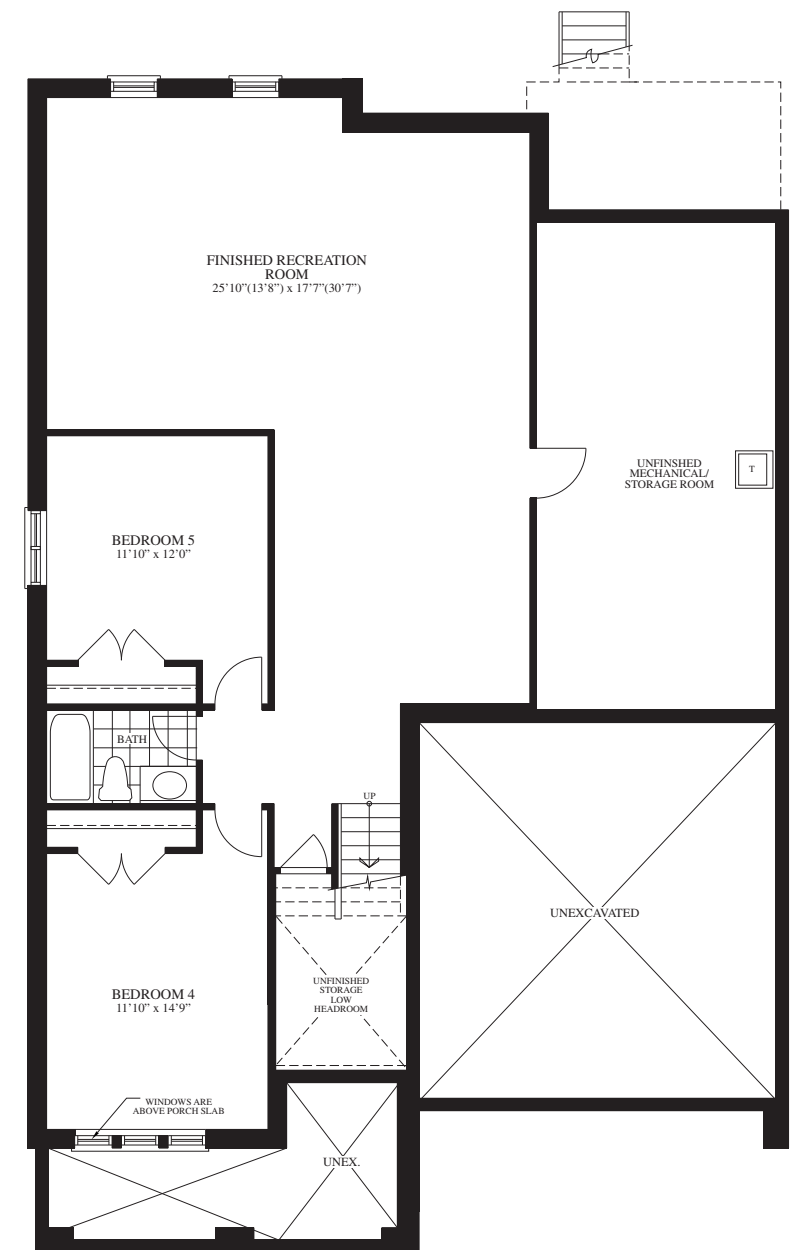 FINISHED RECREATION
ROOM
25’10”(13’8”) x 17’7”(30’7”)
UNFINSHED
MECHANICAL/
STORAGE ROOM
T
BEDROOM 5
11’10” x 12’0”
BATH
UP
UNEXCAVATED
UNFINISHED
STORAGE
LOW
HEADROOM
BEDROOM 4
11’10” x 14’9”
WINDOWS ARE
ABOVE PORCH SLAB
UNEX.